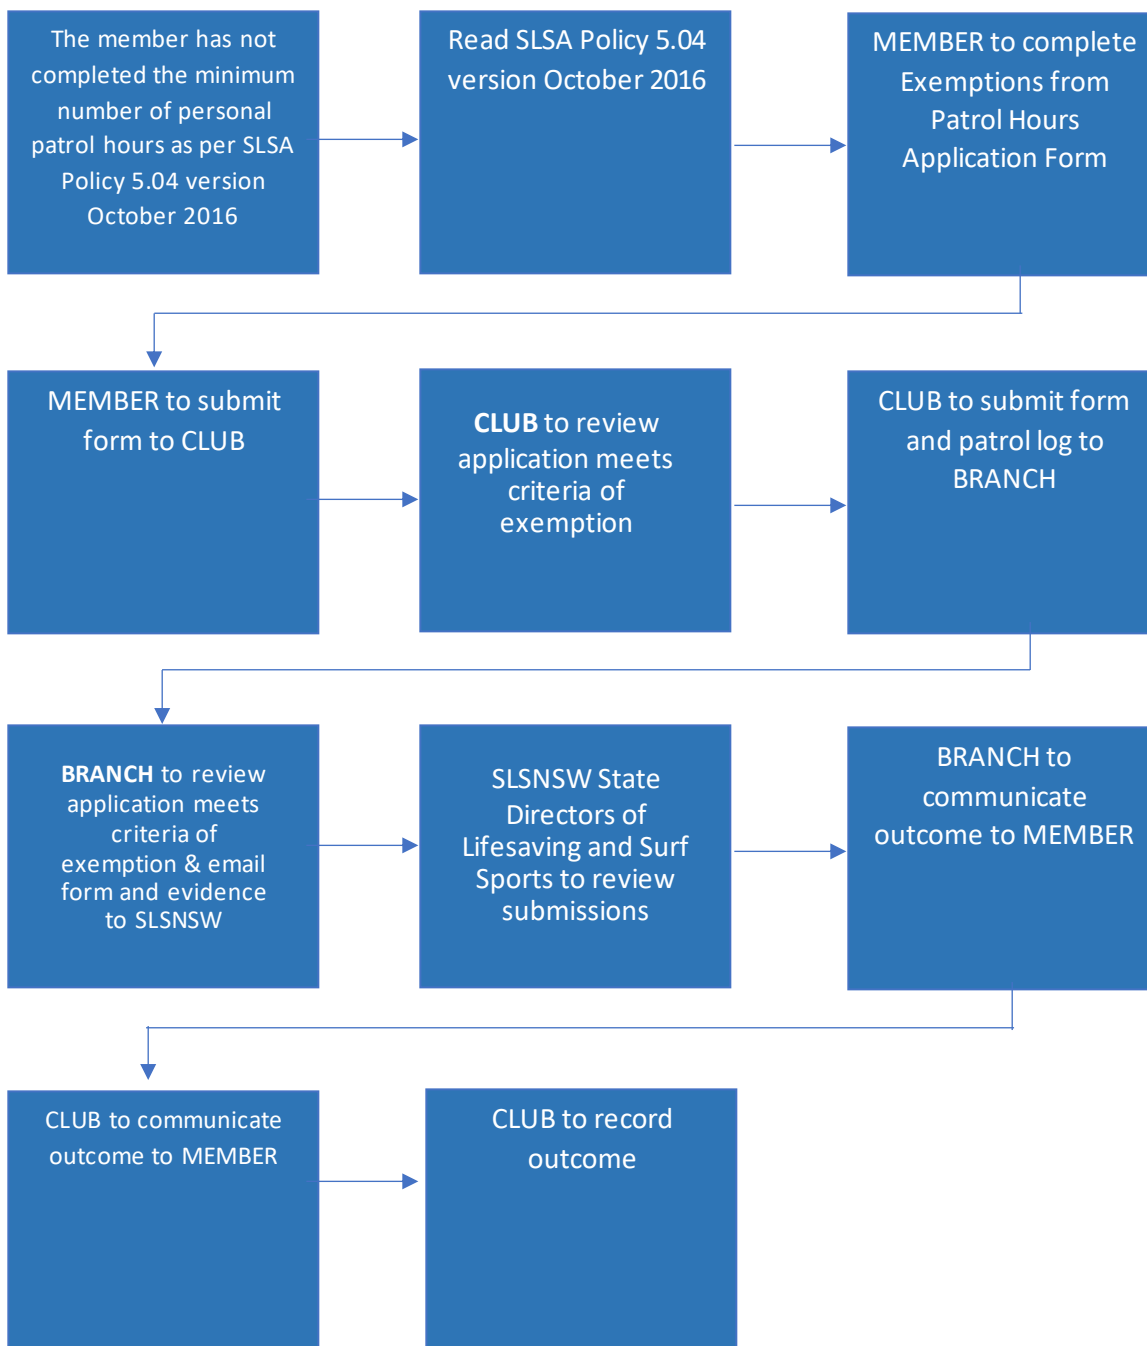 The member has not
completed the minimum
number of personal
patrol hours as per SLSA
Policy 5.04 version
October 2016
Read SLSA Policy 5.04
version October 2016
MEMBER to complete
Exemptions from
Patrol Hours
Application Form
MEMBER to submit
form to CLUB
CLUB to review
application meets
criteria of
exemption
CLUB to submit form
and patrol log to
BRANCH
BRANCH to review
application meets
criteria of
exemption & email
form and evidence
to SLSNSW
SLSNSW State
Directors of
Lifesaving and Surf
Sports to review
submissions
BRANCH to
communicate
outcome to MEMBER
CLUB to communicate
outcome to MEMBER
CLUB to record
outcome